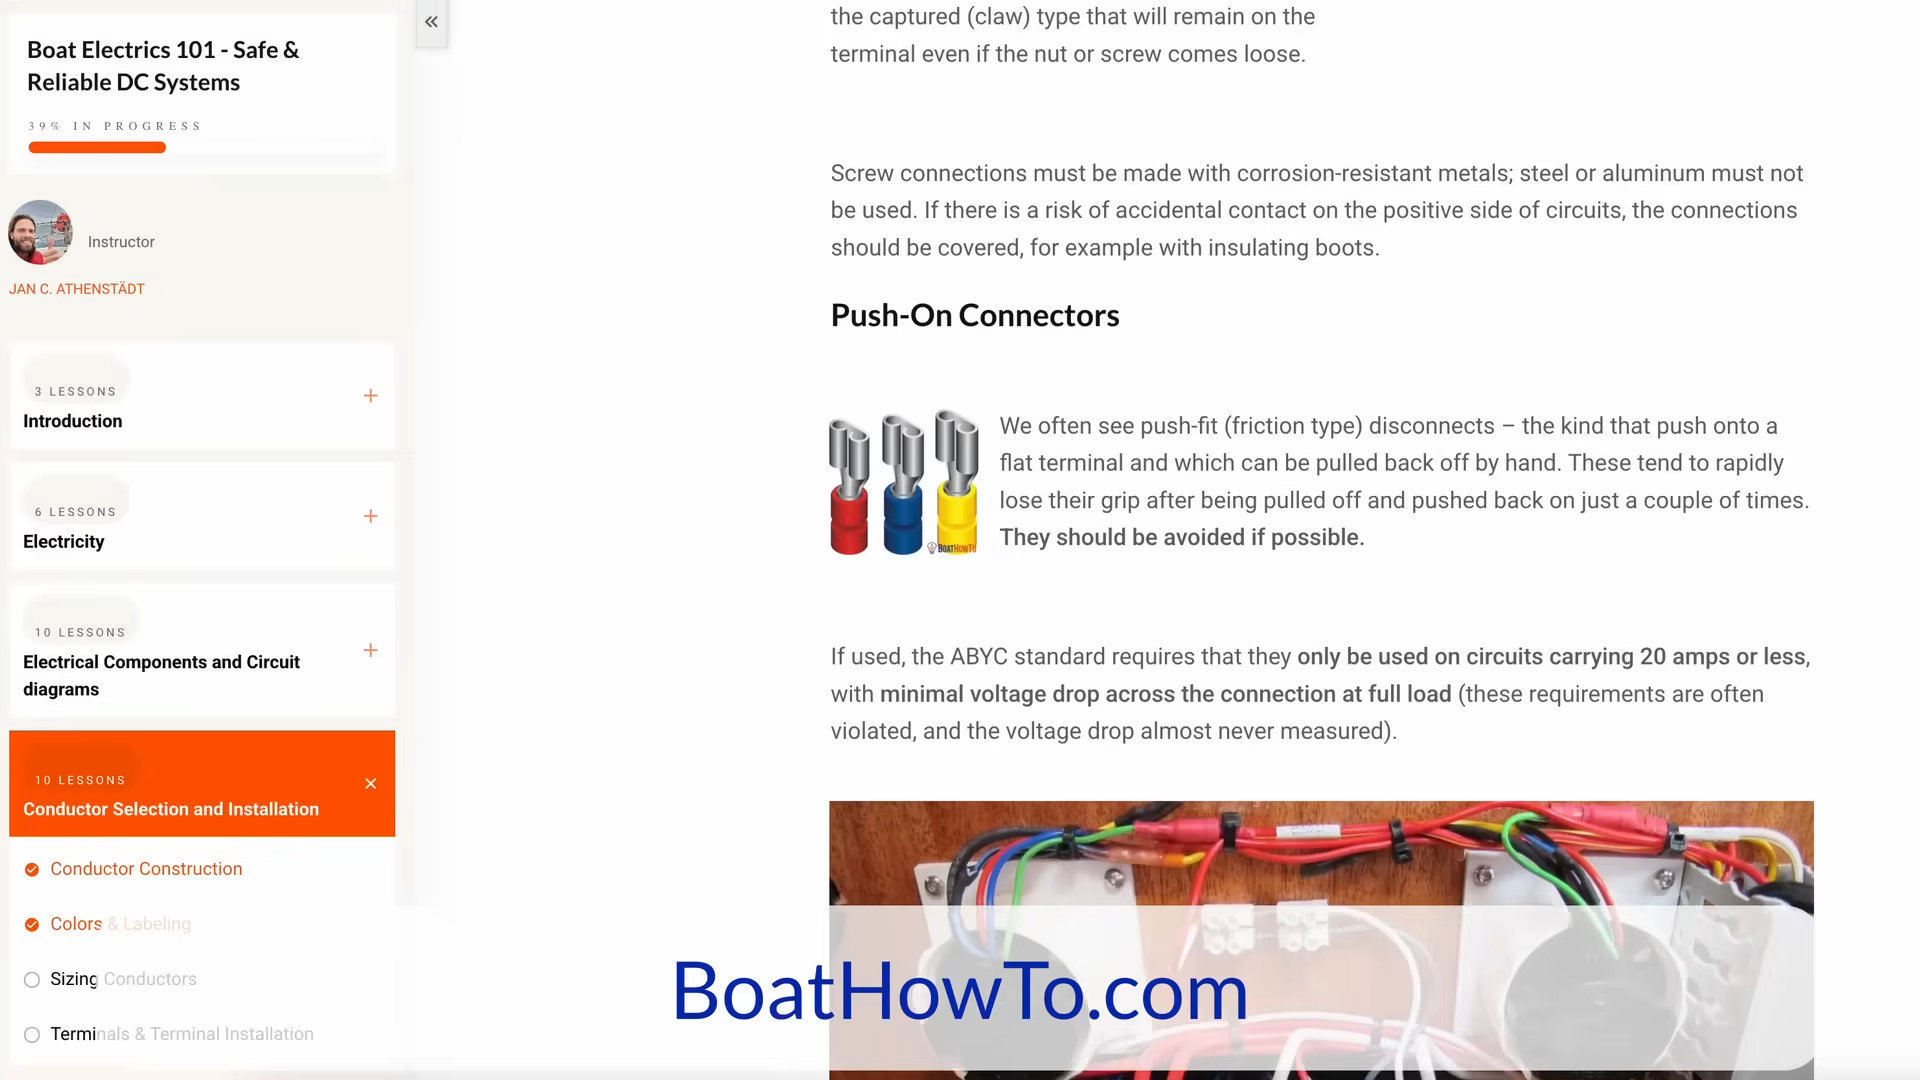 Boat Electrics 101 - Safe &
Reliable DC Systems
39% IN PROGRESS
Instructor
JAN C. ATHENSTÄDT
3 LESSONS
Introduction
6 LESSONS
Electricity
10 LESSONS
Electrical Components and Circuit
diagrams
10 LESSONS
Conductor Selection and Installation
Conductor Construction
Colors & Labeling
Sizing Conductors
Terminals & Terminal Installation
the captured (claw) type that will remain on the
terminal even if the nut or screw comes loose.
Screw connections must be made with corrosion-resistant metals; steel or aluminum must not
be used. If there is a risk of accidental contact on the positive side of circuits, the connections
should be covered, for example with insulating boots.
Push-On Connectors
We often see push-fit (friction type) disconnects – the kind that push onto a
flat terminal and which can be pulled back off by hand. These tend to rapidly
lose their grip after being pulled off and pushed back on just a couple of times.
They should be avoided if possible.
BOATHOWTO
If used, the ABYC standard requires that they only be used on circuits carrying 20 amps or less,
with minimal voltage drop across the connection at full load (these requirements are often
violated, and the voltage drop almost never measured).
BoatHowTo.com